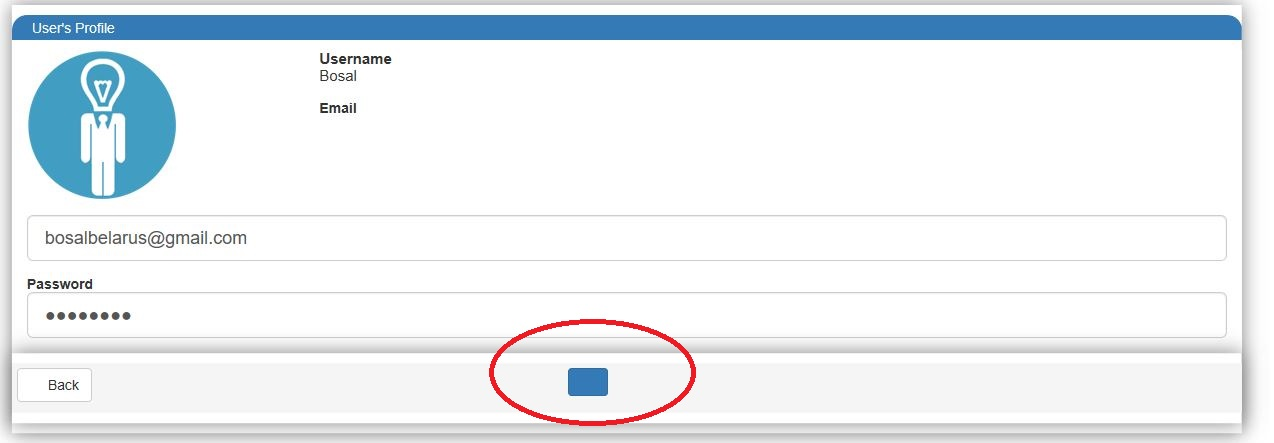 User's Profile
Username
Bosal
Email
bosalbelarus@gmail.com
Password
●●●●●●●●
Back